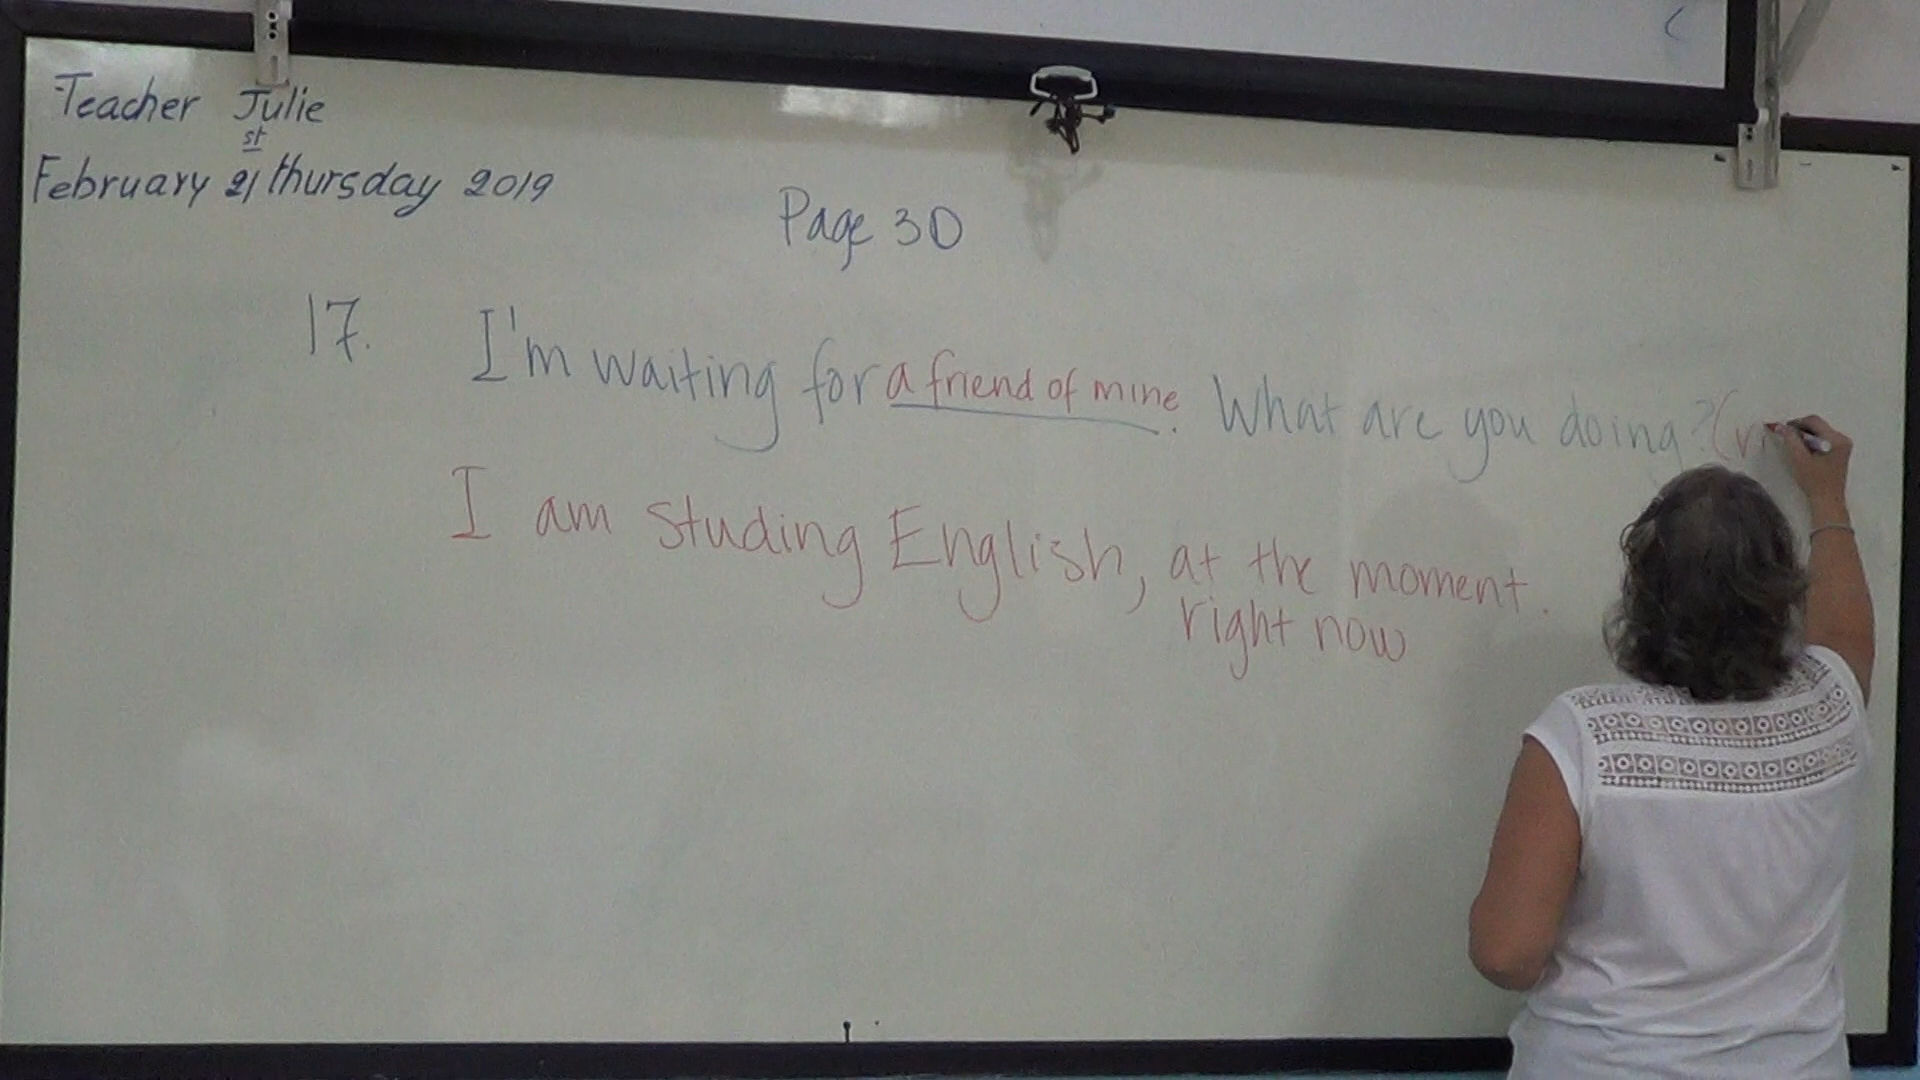 Teacher Julie
February 21st thursday 2019
Page 30
17. I'm waiting for a friend of mine. What are you doing?
I am studing English, at the moment.
right now